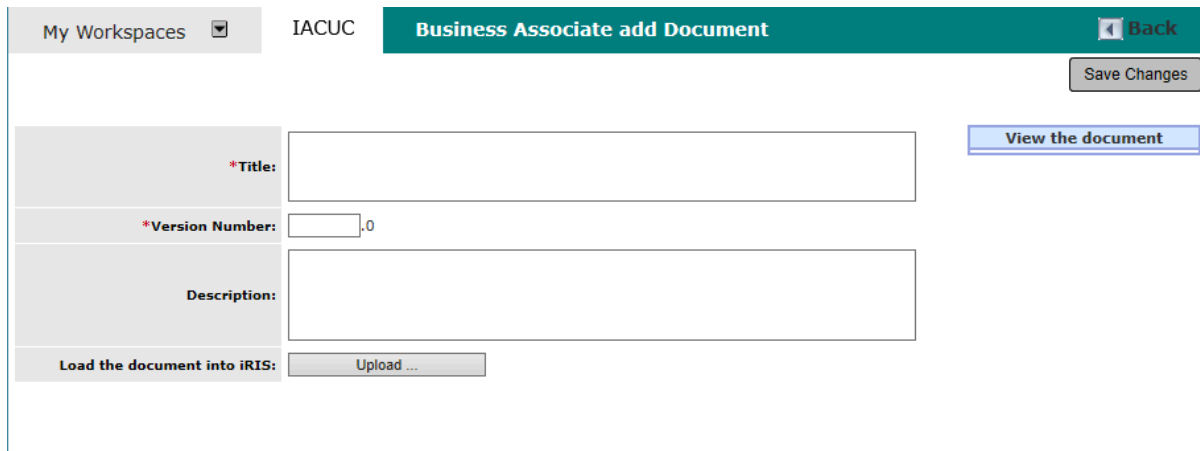 My Workspaces IACUC Business Associate add Document Back
Save Changes
View the document
*Title:
*Version Number: .0
Description:
Load the document into iRIS: Upload ...